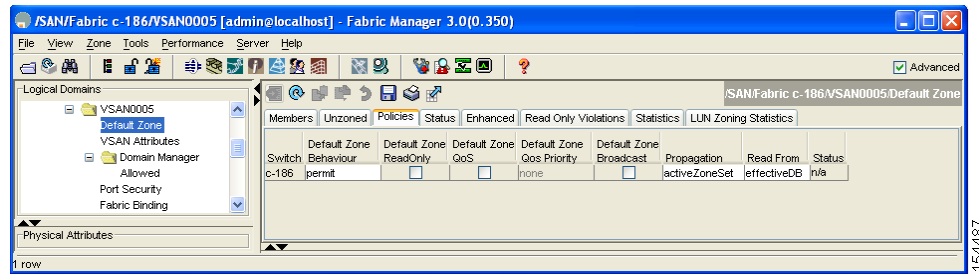 /SAN/Fabric c-186/VSAN0005 [admin@localhost] - Fabric Manager 3.0(0.350)
File View Zone Tools Performance Server Help
Advanced
Logical Domains
/SAN/Fabric c-186/VSAN0005/Default Zone
VSAN0005
Default Zone
VSAN Attributes
Domain Manager
Allowed
Port Security
Fabric Binding
Physical Attributes
Members Unzoned Policies Status Enhanced Read Only Violations Statistics LUN Zoning Statistics
Default Zone Default Zone Default Zone Default Zone Default Zone
Switch Behaviour ReadOnly QoS Qos Priority Broadcast Propagation Read From Status
c-186 permit none activeZoneSet effectiveDB n/a
1 row
154487